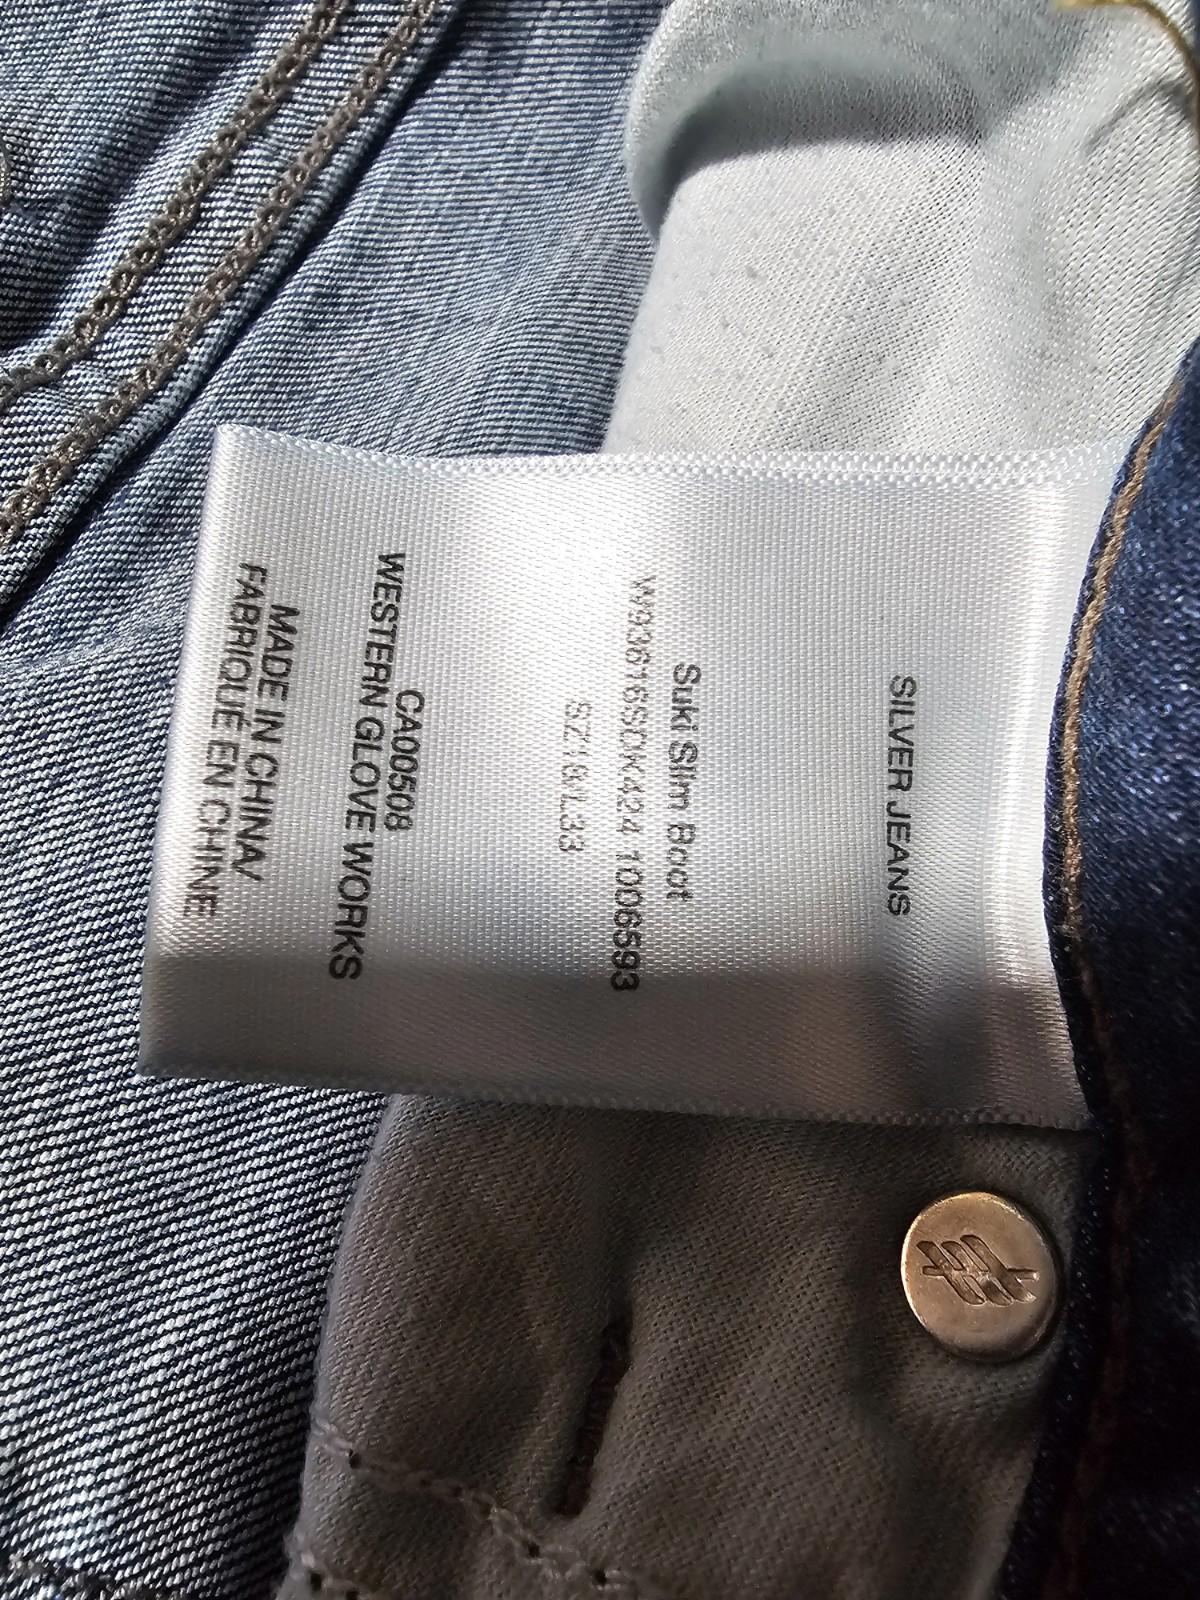 SILVER JEANS
Suki Slim Boot
W93616SDK424 1006593
SZ18/L33
CA00508
WESTERN GLOVE WORKS
MADE IN CHINA/
FABRIQUÉ EN CHINE